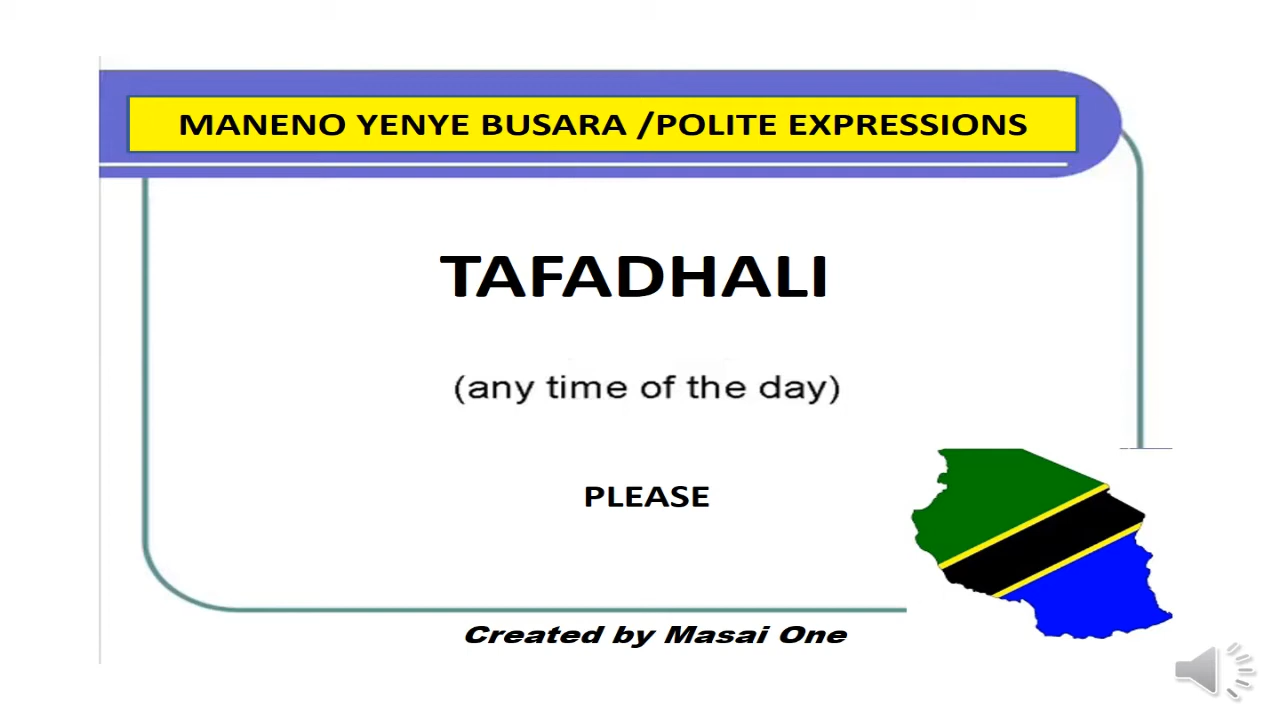 MANENO YENYE BUSARA /POLITE EXPRESSIONS
TAFADHALI
(any time of the day)
PLEASE
Created by Masai One